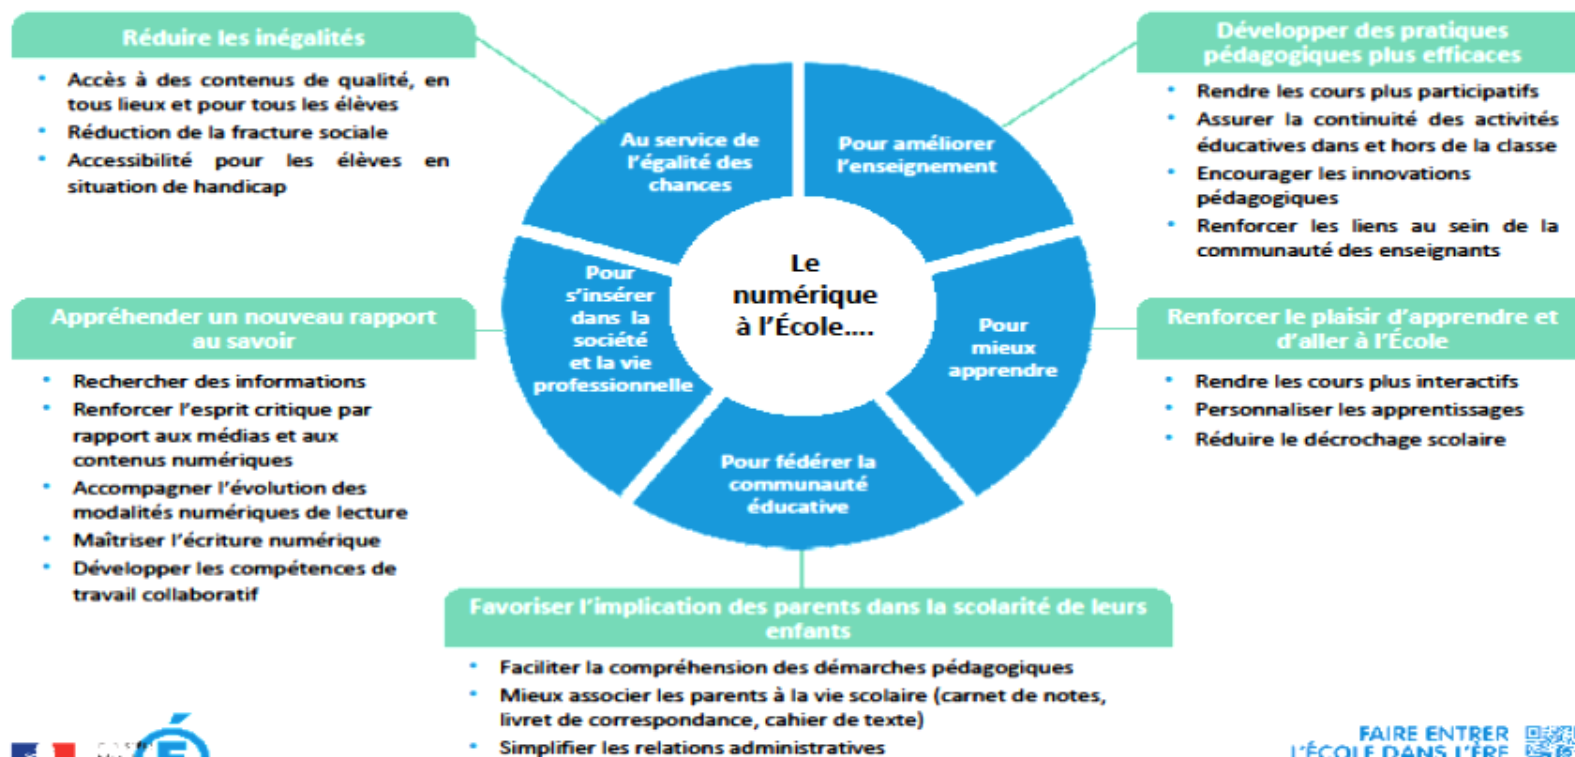 Réduire les inégalités
• Accès à des contenus de qualité, en
tous lieux et pour tous les élèves
• Réduction de la fracture sociale
• Accessibilité pour les élèves en
situation de handicap
Développer des pratiques
pédagogiques plus efficaces
• Rendre les cours plus participatifs
• Assurer la continuité des activités
éducatives dans et hors de la classe
• Encourager les innovations
pédagogiques
• Renforcer les liens au sein de la
communauté des enseignants
Au service de
l'égalité des
chances
Pour améliorer
l'enseignement
Le
numérique
à l'École....
Pour
s'insérer
dans la
société
et la vie
professionnelle
Pour
mieux
apprendre
Pour fédérer la
communauté
éducative
Appréhender un nouveau rapport
au savoir
• Rechercher des informations
• Renforcer l'esprit critique par
rapport aux médias et aux
contenus numériques
• Accompagner l'évolution des
modalités numériques de lecture
• Maîtriser l'écriture numérique
• Développer les compétences de
travail collaboratif
Renforcer le plaisir d'apprendre et
d'aller à l'École
• Rendre les cours plus interactifs
• Personnaliser les apprentissages
• Réduire le décrochage scolaire
Favoriser l'implication des parents dans la scolarité de leurs
enfants
• Faciliter la compréhension des démarches pédagogiques
• Mieux associer les parents à la vie scolaire (carnet de notes,
livret de correspondance, cahier de texte)
• Simplifier les relations administratives
FAIRE ENTRER
L'ÉCOLE DANS L'ÈRE